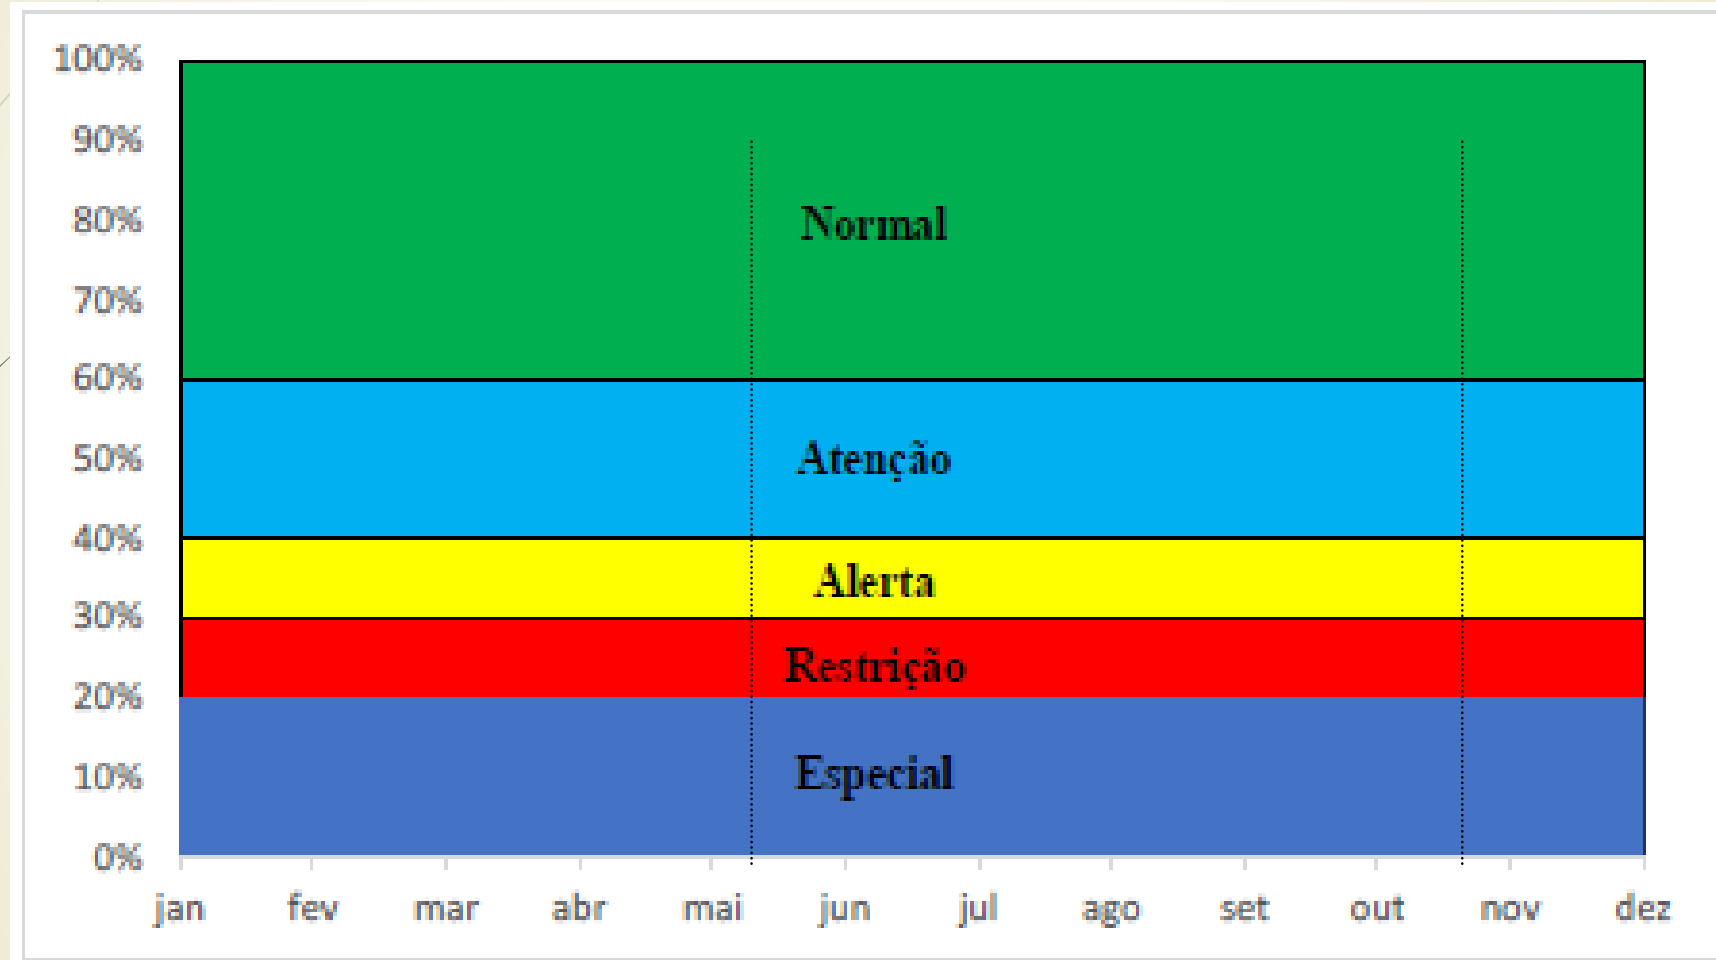 100%
90%
80%
70%
60%
50%
40%
30%
20%
10%
0%
Normal
Atenção
Alerta
Restrição
Especial
jan fev mar abr mai jun jul ago set out nov dez